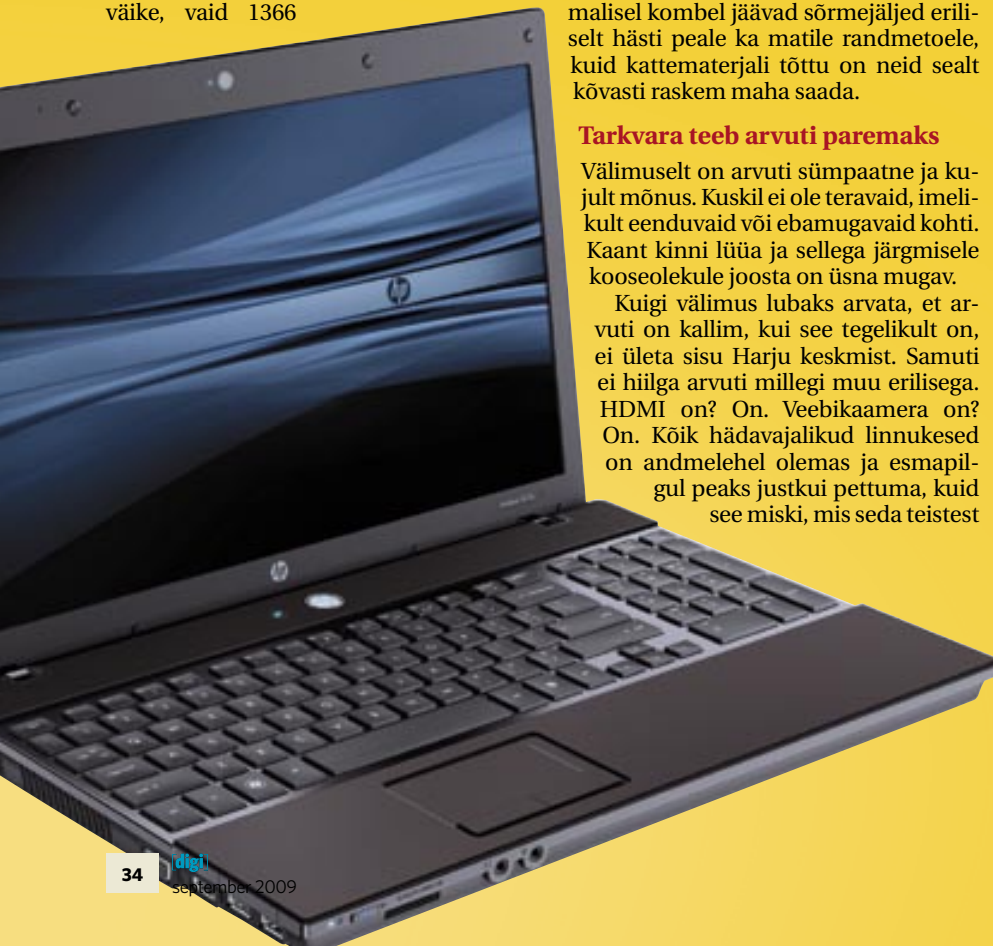 väike, vaid 1366
malisel kombel jäävad sõrmejäljed erili-
selt hästi peale ka matile randmetoele,
kuid kattematerjali tõttu on neid sealt
kõvasti raskem maha saada.
Tarkvara teeb arvuti paremaks
Välimuselt on arvuti sümpaatne ja ku-
jult mõnus. Kuskil ei ole teravaid, imeli-
kult eenduvaid või ebamugavaid kohti.
Kaant kinni lüüa ja sellega järgmisele
kooseolekule joosta on üsna mugav.
Kuigi välimus lubaks arvata, et ar-
vuti on kallim, kui see tegelikult on,
ei ületa sisu Harju keskmist. Samuti
ei hiilga arvuti millegi muu erilisega.
HDMI on? On. Veebikaamera on?
On. Kõik hädavajalikud linnukesed
on andmelehel olemas ja esmapil-
gul peaks justkui pettuma, kuid
see miski, mis seda teistest
hp
hp
34 [digi]
september 2009